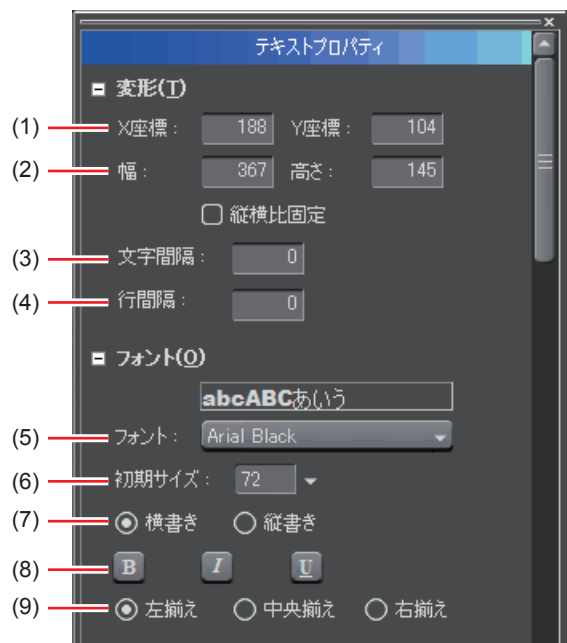 テキストプロパティ
変形(T)
(1) X座標： 188 Y座標： 104
(2) 幅： 367 高さ： 145
縦横比固定
(3) 文字間隔： 0
(4) 行間隔： 0
フォント(O)
abcABCあいう
(5) フォント： Arial Black
(6) 初期サイズ： 72
(7) 横書き 縦書き
(8) B I U
(9) 左揃え 中央揃え 右揃え